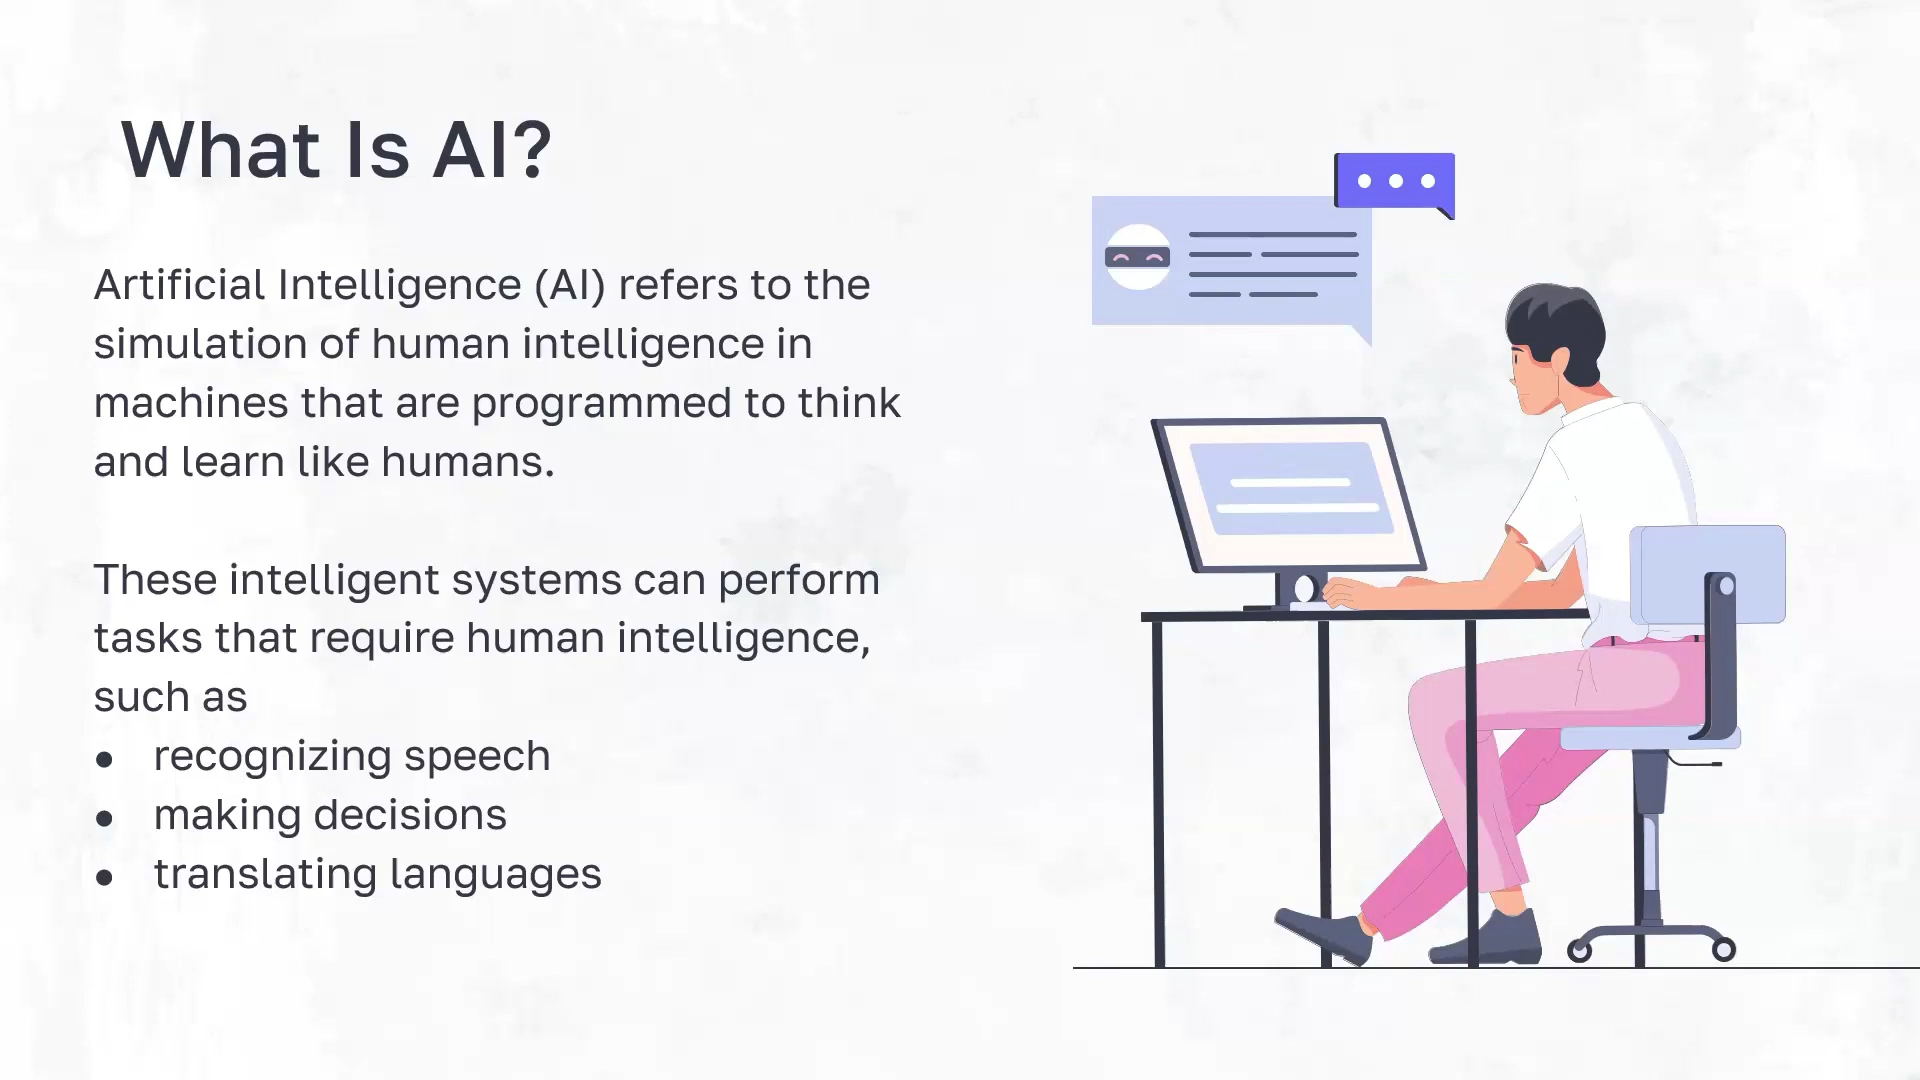 What Is AI?
Artificial Intelligence (AI) refers to the
simulation of human intelligence in
machines that are programmed to think
and learn like humans.
These intelligent systems can perform
tasks that require human intelligence,
such as
● recognizing speech
● making decisions
● translating languages